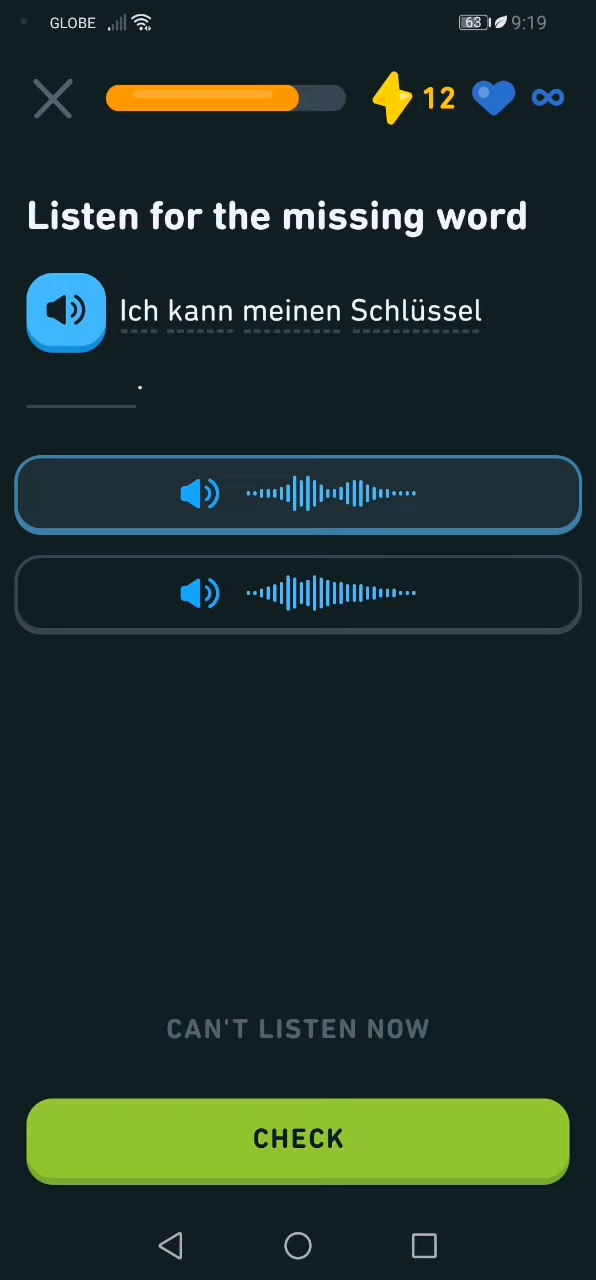 GLOBE 63 9:19
12 ∞
Listen for the missing word
Ich kann meinen Schlüssel
.
CAN'T LISTEN NOW
CHECK